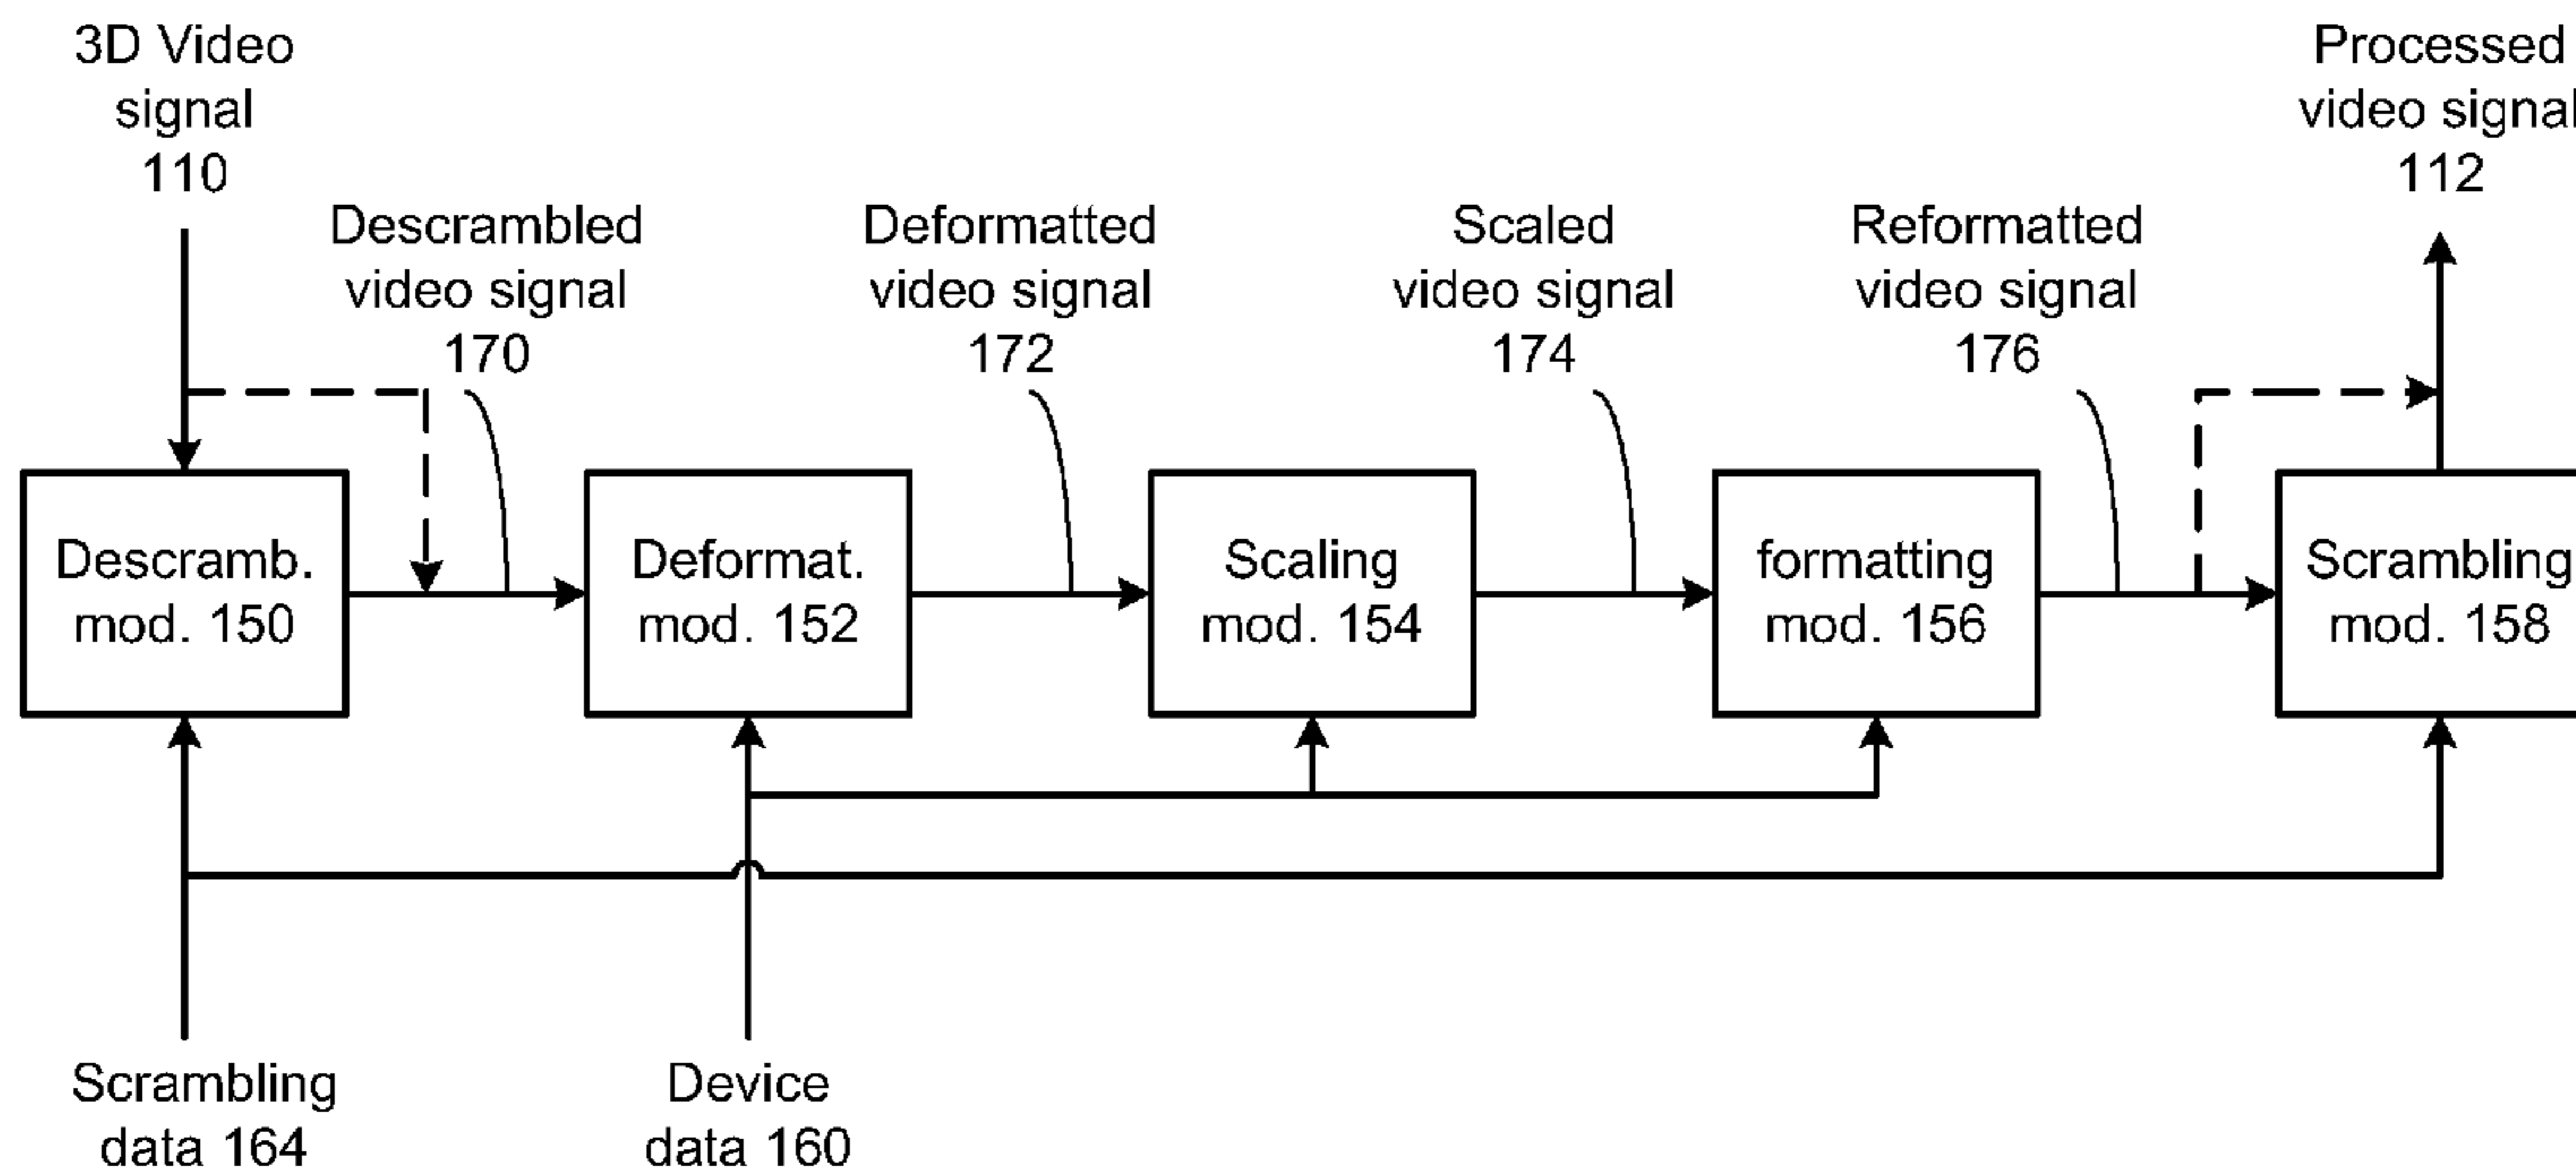 3D Video
signal
110
Processed
video signal
112
Descrambled
video signal
170
Deformatted
video signal
172
Scaled
video signal
174
Reformatted
video signal
176
Descramb.
mod. 150
Deformat.
mod. 152
Scaling
mod. 154
formatting
mod. 156
Scrambling
mod. 158
Scrambling
data 164
Device
data 160